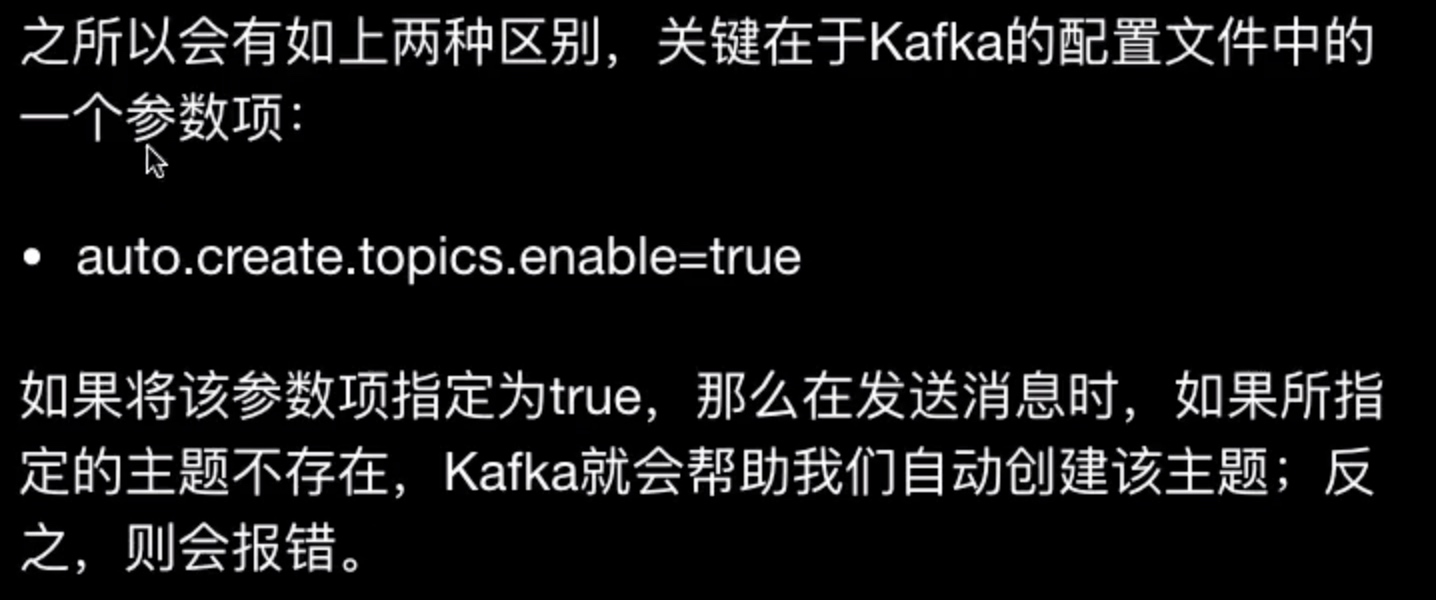 之所以会有如上两种区别，关键在于Kafka的配置文件中的
一个参数项：
• auto.create.topics.enable=true
如果将该参数项指定为true，那么在发送消息时，如果所指
定的主题不存在，Kafka就会帮助我们自动创建该主题；反
之，则会报错。